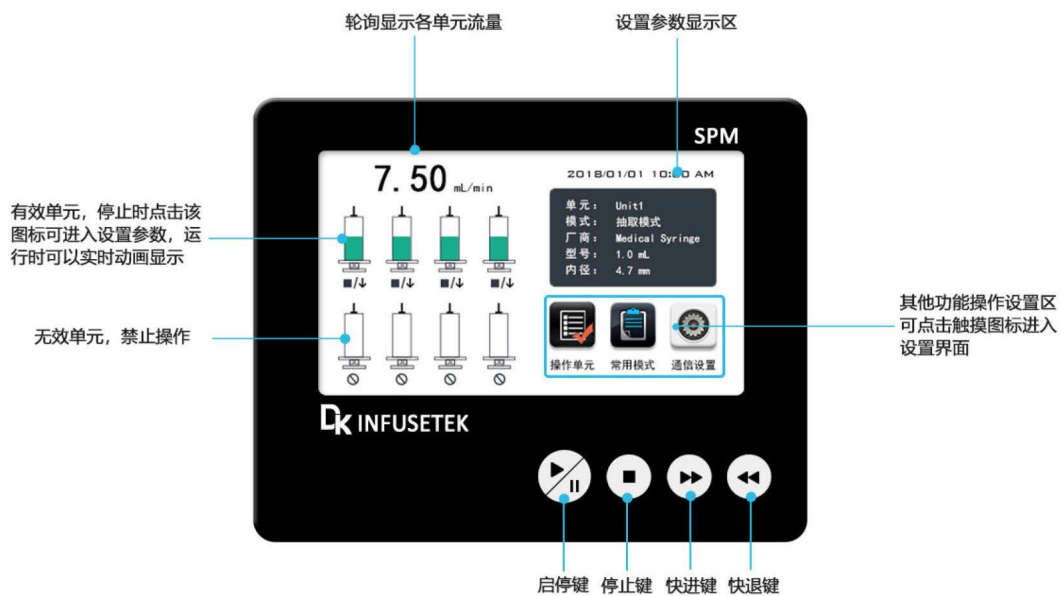 轮询显示各单元流量
设置参数显示区
SPM
7.50 mL/min
2018/01/01 10:00 AM
单元： Unit1
模式： 抽取模式
厂商： Medical Syringe
型号： 1.0 mL
内径： 4.7 mm
有效单元，停止时点击该
图标可进入设置参数，运
行时可以实时动画显示
■/↓ ■/↓ ■/↓ ■/↓
无效单元，禁止操作
操作单元 常用模式 通信设置
其他功能操作设置区
可点击触摸图标进入
设置界面
DK INFUSETEK
启停键 停止键 快进键 快退键